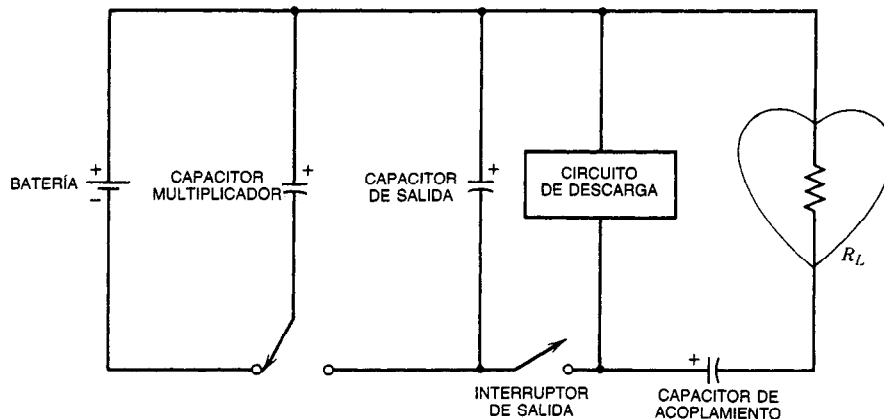 BATERÍA
+
−
CAPACITOR
MULTIPLICADOR
+
CAPACITOR
DE SALIDA
+
CIRCUITO
DE DESCARGA
R_L
INTERRUPTOR
DE SALIDA
+
CAPACITOR DE
ACOPLAMIENTO